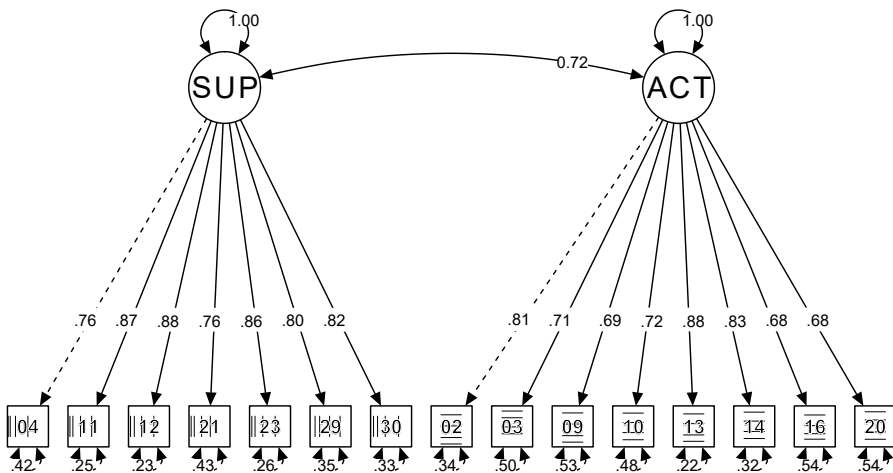 1.00 1.00
0.72
SUP ACT
.76 .87 .88 .76 .86 .80 .82 .81 .71 .69 .72 .88 .83 .68 .68
04 11 12 21 23 29 30 02 03 09 10 13 14 16 20
.42 .25 .23 .43 .26 .35 .33 .34 .50 .53 .48 .22 .32 .54 .54